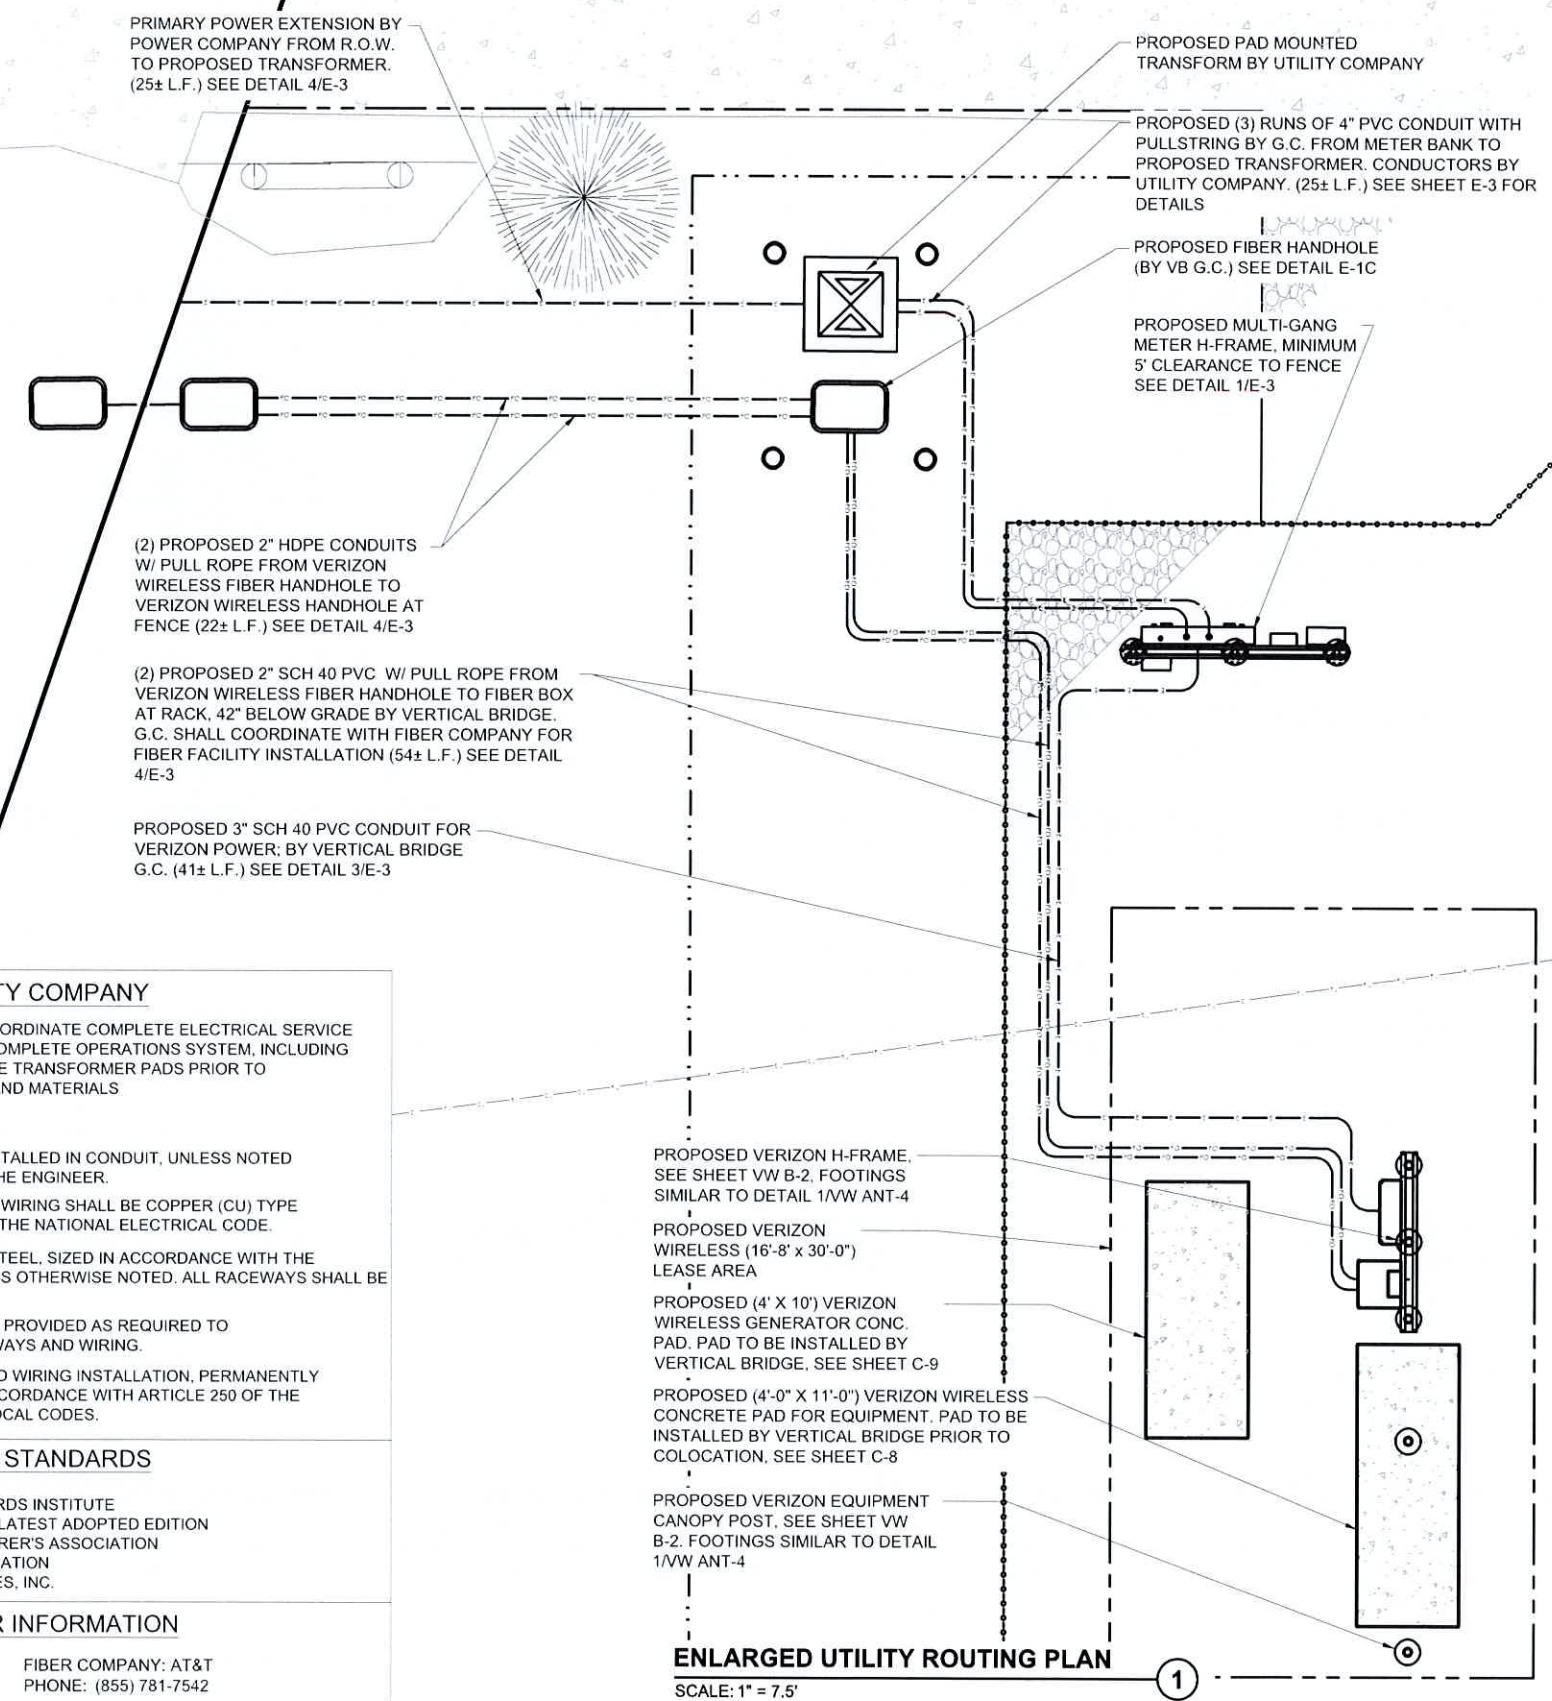 PRIMARY POWER EXTENSION BY
POWER COMPANY FROM R.O.W.
TO PROPOSED TRANSFORMER.
(25± L.F.) SEE DETAIL 4/E-3
PROPOSED PAD MOUNTED
TRANSFORM BY UTILITY COMPANY
PROPOSED (3) RUNS OF 4" PVC CONDUIT WITH
PULLSTRING BY G.C. FROM METER BANK TO
PROPOSED TRANSFORMER. CONDUCTORS BY
UTILITY COMPANY. (25± L.F.) SEE SHEET E-3 FOR
DETAILS
PROPOSED FIBER HANDHOLE
(BY VB G.C.) SEE DETAIL E-1C
PROPOSED MULTI-GANG
METER H-FRAME, MINIMUM
5' CLEARANCE TO FENCE
SEE DETAIL 1/E-3
(2) PROPOSED 2" HDPE CONDUITS
W/ PULL ROPE FROM VERIZON
WIRELESS FIBER HANDHOLE TO
VERIZON WIRELESS HANDHOLE AT
FENCE (22± L.F.) SEE DETAIL 4/E-3
(2) PROPOSED 2" SCH 40 PVC W/ PULL ROPE FROM
VERIZON WIRELESS FIBER HANDHOLE TO FIBER BOX
AT RACK, 42" BELOW GRADE BY VERTICAL BRIDGE.
G.C. SHALL COORDINATE WITH FIBER COMPANY FOR
FIBER FACILITY INSTALLATION (54± L.F.) SEE DETAIL
4/E-3
PROPOSED 3" SCH 40 PVC CONDUIT FOR
VERIZON POWER; BY VERTICAL BRIDGE
G.C. (41± L.F.) SEE DETAIL 3/E-3
TY COMPANY
ORDINATE COMPLETE ELECTRICAL SERVICE
OMPLETE OPERATIONS SYSTEM, INCLUDING
E TRANSFORMER PADS PRIOR TO
AND MATERIALS
TALLED IN CONDUIT, UNLESS NOTED
HE ENGINEER.
WIRING SHALL BE COPPER (CU) TYPE
THE NATIONAL ELECTRICAL CODE.
TEEL, SIZED IN ACCORDANCE WITH THE
S OTHERWISE NOTED. ALL RACEWAYS SHALL BE
PROVIDED AS REQUIRED TO
WAYS AND WIRING.
D WIRING INSTALLATION, PERMANENTLY
CORDANCE WITH ARTICLE 250 OF THE
OCAL CODES.
STANDARDS
RDS INSTITUTE
LATEST ADOPTED EDITION
RER'S ASSOCIATION
ATION
ES, INC.
R INFORMATION
FIBER COMPANY: AT&T
PHONE: (855) 781-7542
PROPOSED VERIZON H-FRAME,
SEE SHEET VW B-2, FOOTINGS
SIMILAR TO DETAIL 1/VW ANT-4
PROPOSED VERIZON
WIRELESS (16'-8' x 30'-0")
LEASE AREA
PROPOSED (4' X 10') VERIZON
WIRELESS GENERATOR CONC.
PAD. PAD TO BE INSTALLED BY
VERTICAL BRIDGE, SEE SHEET C-9
PROPOSED (4'-0" X 11'-0") VERIZON WIRELESS
CONCRETE PAD FOR EQUIPMENT. PAD TO BE
INSTALLED BY VERTICAL BRIDGE PRIOR TO
COLOCATION, SEE SHEET C-8
PROPOSED VERIZON EQUIPMENT
CANOPY POST, SEE SHEET VW
B-2. FOOTINGS SIMILAR TO DETAIL
1/VW ANT-4
ENLARGED UTILITY ROUTING PLAN
1
SCALE: 1" = 7.5'